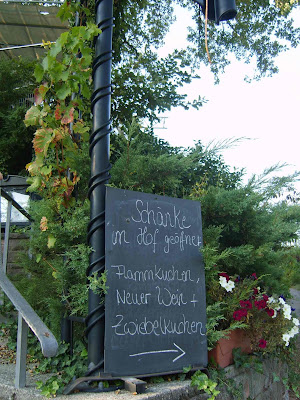 Schänke
im Hof geöffnet
Flammkuchen,
Neuer Wein +
Zwiebelkuchen